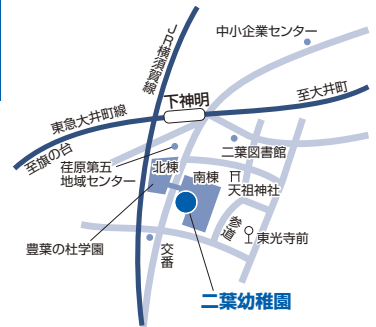 中小企業センター
JR横須賀線
下神明
至大井町
東急大井町線
至旗の台
荏原第五
地域センター
二葉図書館
北棟
南棟
天祖神社
参道
東光寺前
豊葉の杜学園
交番
二葉幼稚園